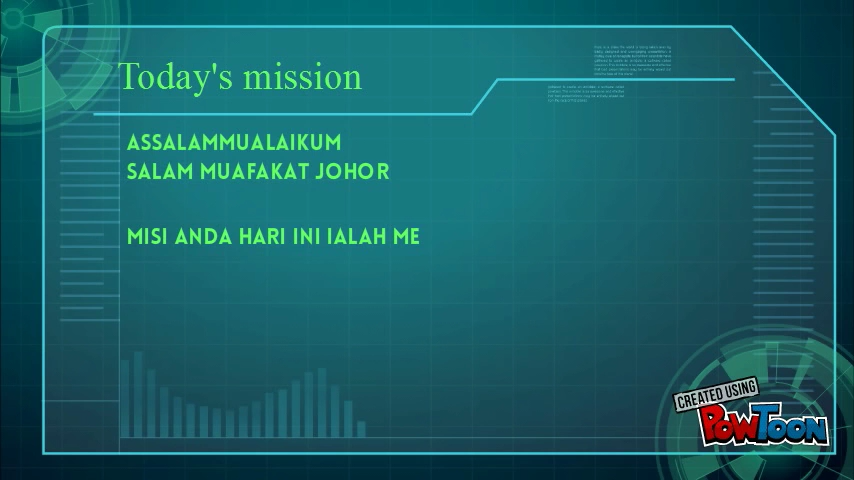 Today's mission
ASSALAMMUALAIKUM
SALAM MUAFAKAT JOHOR
MISI ANDA HARI INI IALAH ME
CREATED USING
POWTOON